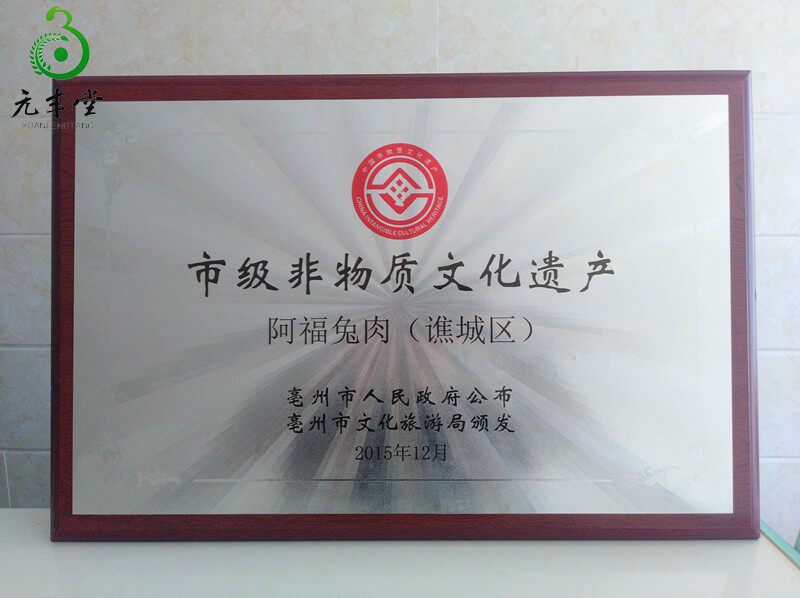 元丰堂
YUANFENGTANG
中国非物质文化遗产
CHINA INTANGIBLE CULTURAL HERITAGE
市级非物质文化遗产
阿福兔肉（谯城区）
亳州市人民政府公布
亳州市文化旅游局颁发
2015年12月